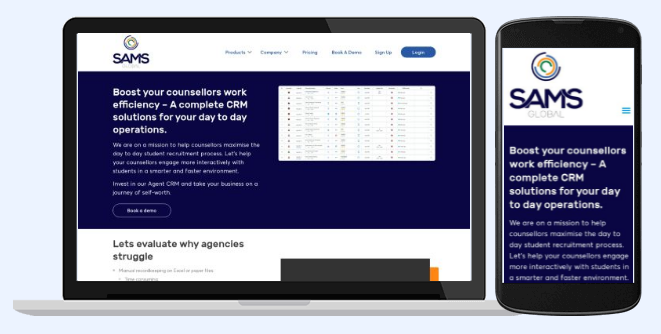 SAMS
GLOBAL
Products Company Pricing Book A Demo Sign Up Login
Boost your counsellors work
efficiency – A complete CRM
solutions for your day to day
operations.
We are on a mission to help counsellors maximise the
day to day student recruitment process. Let's help
your counsellors engage more interactively with
students in a smarter and faster environment.
Invest in our Agent CRM and take your business on a
journey of self-worth.
Book a demo
Lets evaluate why agencies
struggle
Manual recordkeeping on Excel or paper files
Time consuming
SAMS
GLOBAL
Boost your counsellors
work efficiency – A
complete CRM
solutions for your day
to day operations.
We are on a mission to help
counsellors maximise the day to
day student recruitment process.
Let's help your counsellors engage
more interactively with students in
a smarter and faster environment.